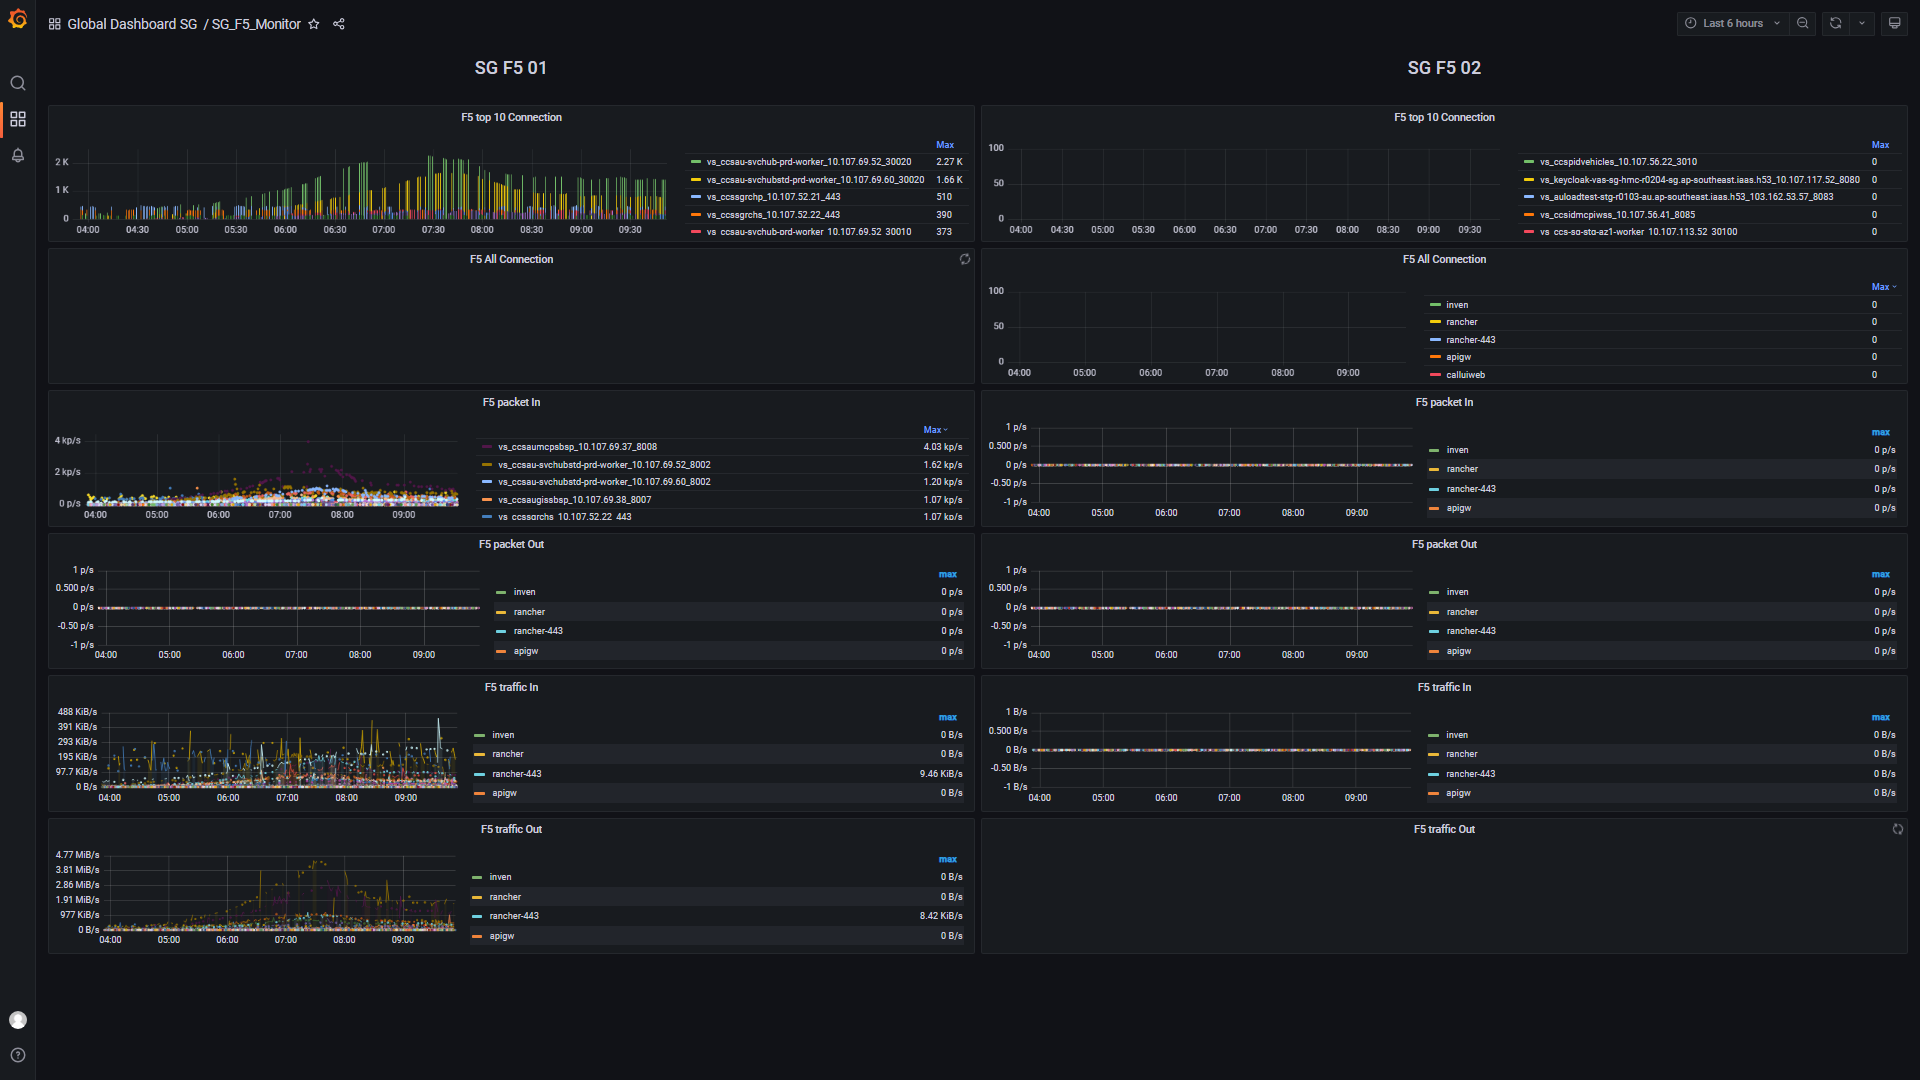 Global Dashboard SG / SG_F5_Monitor
Last 6 hours
SG F5 01
SG F5 02
F5 top 10 Connection
Max
2 K
1 K
0
04:00 04:30 05:00 05:30 06:00 06:30 07:00 07:30 08:00 08:30 09:00 09:30
vs_ccsau-svchub-prd-worker_10.107.69.52_30020 2.27 K
vs_ccsau-svchubstd-prd-worker_10.107.69.60_30020 1.66 K
vs_ccssgrchp_10.107.52.21_443 510
vs_ccssgrchs_10.107.52.22_443 390
vs_ccsau-svchub-prd-worker_10.107.69.52_30010 373
F5 top 10 Connection
Max
100
50
0
04:00 04:30 05:00 05:30 06:00 06:30 07:00 07:30 08:00 08:30 09:00 09:30
vs_ccspidvehicles_10.107.56.22_3010 0
vs_keycloak-vas-sg-hmc-r0204-sg.ap-southeast.iaas.h53_10.107.117.52_8080 0
vs_auloadtest-stg-r0103-au.ap-southeast.iaas.h53_103.162.53.57_8083 0
vs_ccsidmcpiwss_10.107.56.41_8085 0
vs_ccs-sg-stg-az1-worker_10.107.113.52_30100 0
F5 All Connection
F5 All Connection
Max
100
50
0
04:00 05:00 06:00 07:00 08:00 09:00
inven 0
rancher 0
rancher-443 0
apigw 0
calluiweb 0
F5 packet In
Max
4 kp/s
2 kp/s
0 p/s
04:00 05:00 06:00 07:00 08:00 09:00
vs_ccsaumcpsbsp_10.107.69.37_8008 4.03 kp/s
vs_ccsau-svchubstd-prd-worker_10.107.69.52_8002 1.62 kp/s
vs_ccsau-svchubstd-prd-worker_10.107.69.60_8002 1.20 kp/s
vs_ccsaugissbsp_10.107.69.38_8007 1.07 kp/s
vs_ccssgrchs_10.107.52.22_443 1.07 kp/s
F5 packet In
max
1 p/s
0.500 p/s
0 p/s
-0.50 p/s
-1 p/s
04:00 05:00 06:00 07:00 08:00 09:00
inven 0 p/s
rancher 0 p/s
rancher-443 0 p/s
apigw 0 p/s
F5 packet Out
max
1 p/s
0.500 p/s
0 p/s
-0.50 p/s
-1 p/s
04:00 05:00 06:00 07:00 08:00 09:00
inven 0 p/s
rancher 0 p/s
rancher-443 0 p/s
apigw 0 p/s
F5 packet Out
max
1 p/s
0.500 p/s
0 p/s
-0.50 p/s
-1 p/s
04:00 05:00 06:00 07:00 08:00 09:00
inven 0 p/s
rancher 0 p/s
rancher-443 0 p/s
apigw 0 p/s
F5 traffic In
max
488 KiB/s
391 KiB/s
293 KiB/s
195 KiB/s
97.7 KiB/s
0 B/s
04:00 05:00 06:00 07:00 08:00 09:00
inven 0 B/s
rancher 0 B/s
rancher-443 9.46 KiB/s
apigw 0 B/s
F5 traffic In
max
1 B/s
0.500 B/s
0 B/s
-0.50 B/s
-1 B/s
04:00 05:00 06:00 07:00 08:00 09:00
inven 0 B/s
rancher 0 B/s
rancher-443 0 B/s
apigw 0 B/s
F5 traffic Out
max
4.77 MiB/s
3.81 MiB/s
2.86 MiB/s
1.91 MiB/s
977 KiB/s
0 B/s
04:00 05:00 06:00 07:00 08:00 09:00
inven 0 B/s
rancher 0 B/s
rancher-443 8.42 KiB/s
apigw 0 B/s
F5 traffic Out